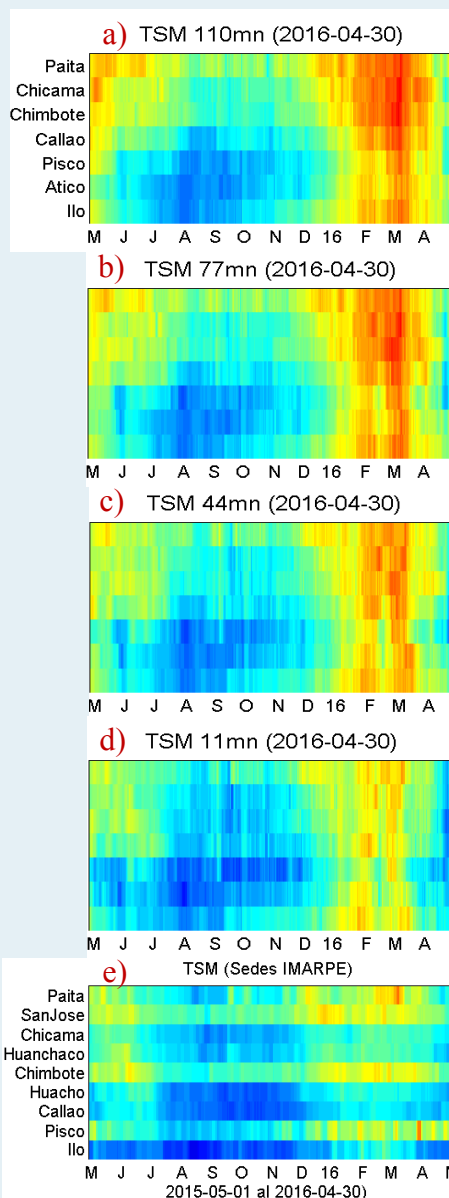 a) TSM 110mn (2016-04-30)
Paita
Chicama
Chimbote
Callao
Pisco
Atico
Ilo
M J J A S O N D 16 F M A
b) TSM 77mn (2016-04-30)
M J J A S O N D 16 F M A
c) TSM 44mn (2016-04-30)
M J J A S O N D 16 F M A
d) TSM 11mn (2016-04-30)
M J J A S O N D 16 F M A
e) TSM (Sedes IMARPE)
Paita
SanJose
Chicama
Huanchaco
Chimbote
Huacho
Callao
Pisco
Ilo
M J J A S O N D 16 F M A M
2015-05-01 al 2016-04-30)